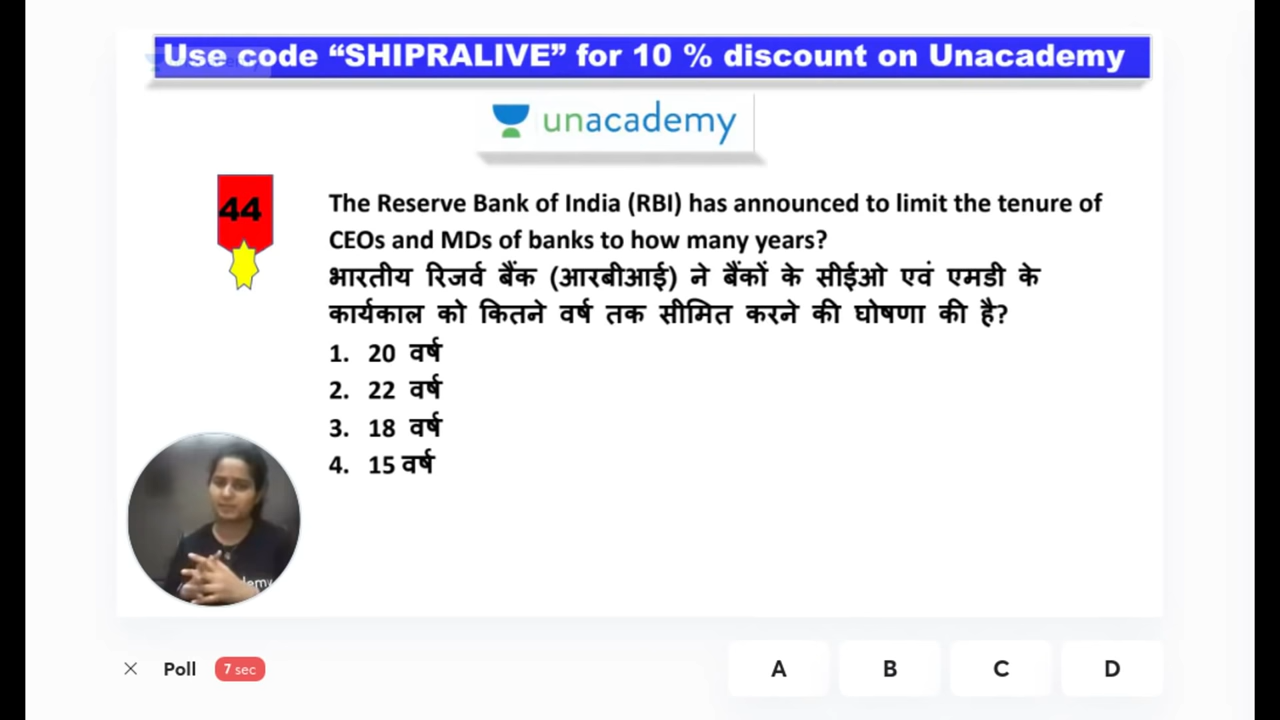 Use code “SHIPRALIVE” for 10 % discount on Unacademy
unacademy
44
The Reserve Bank of India (RBI) has announced to limit the tenure of
CEOs and MDs of banks to how many years?
भारतीय रिजर्व बैंक (आरबीआई) ने बैंकों के सीईओ एवं एमडी के
कार्यकाल को कितने वर्ष तक सीमित करने की घोषणा की है?
1. 20 वर्ष
2. 22 वर्ष
3. 18 वर्ष
4. 15 वर्ष
Poll 7 sec A B C D